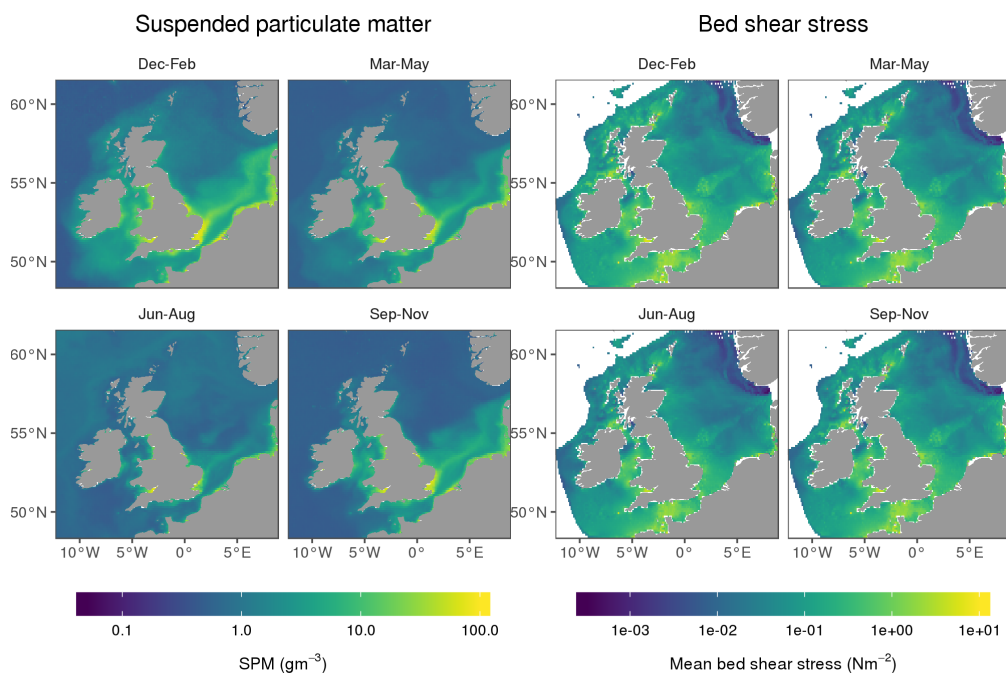 Suspended particulate matter
Bed shear stress
Dec-Feb
Mar-May
Dec-Feb
Mar-May
60°N
55°N
50°N
60°N
55°N
50°N
Jun-Aug
Sep-Nov
Jun-Aug
Sep-Nov
60°N
55°N
50°N
60°N
55°N
50°N
10°W 5°W 0° 5°E
10°W 5°W 0° 5°E
10°W 5°W 0° 5°E
10°W 5°W 0° 5°E
0.1 1.0 10.0 100.0
1e-03 1e-02 1e-01 1e+00 1e+01
SPM (gm⁻³)
Mean bed shear stress (Nm⁻²)